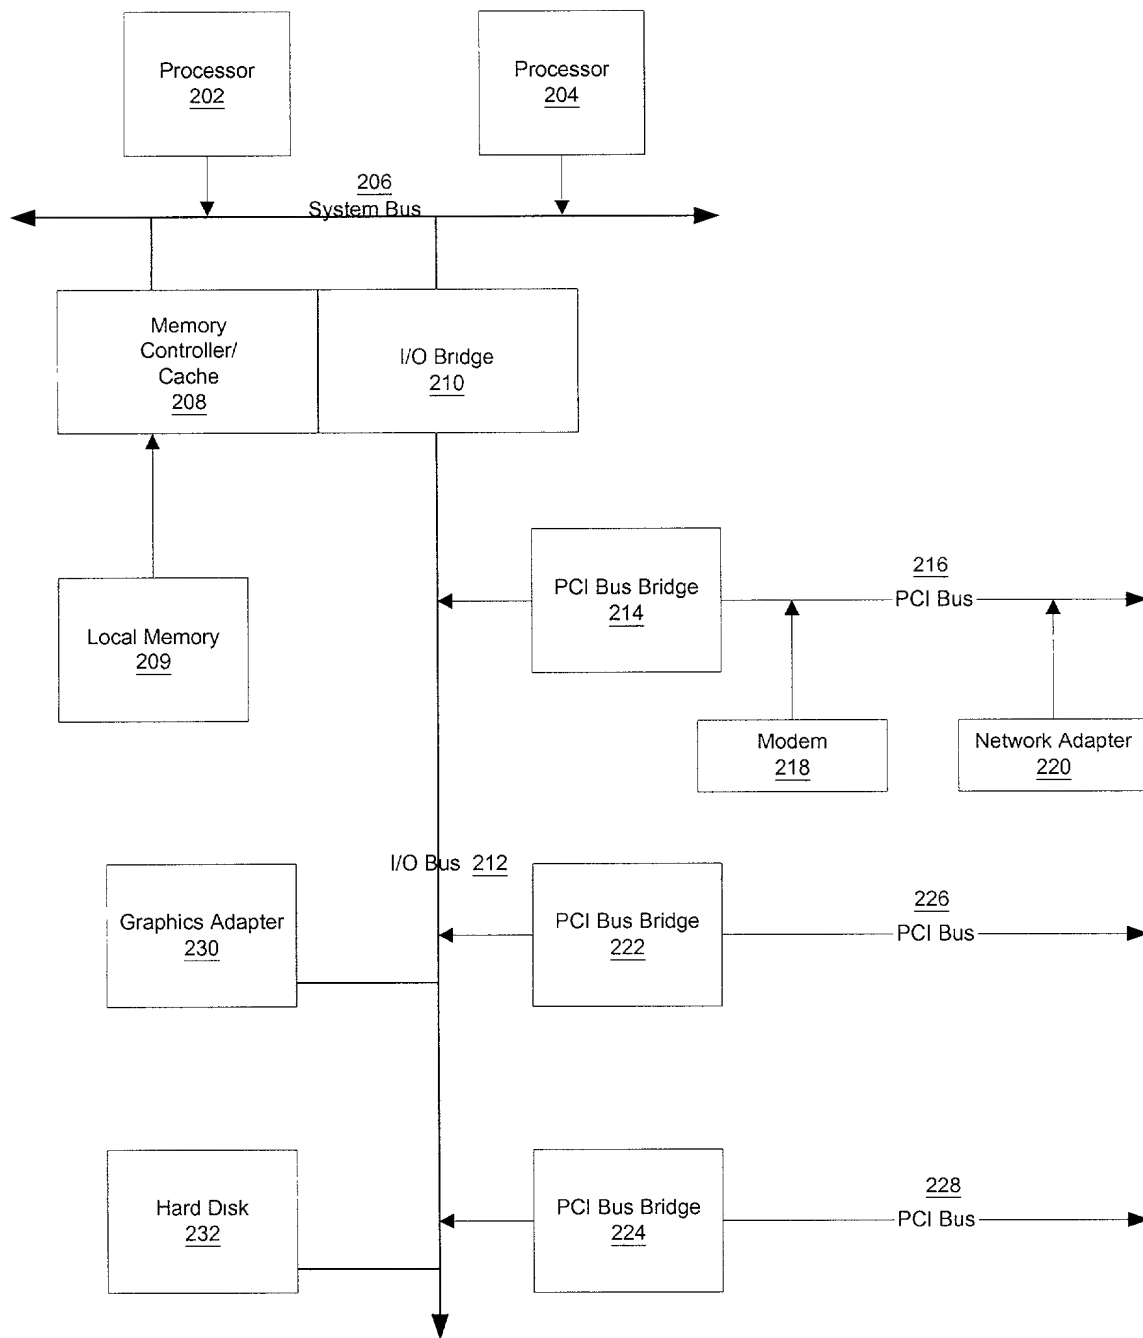 Processor
202
Processor
204
206
System Bus
Memory
Controller/
Cache
208
I/O Bridge
210
PCI Bus Bridge
214
216
PCI Bus
Local Memory
209
Modem
218
Network Adapter
220
I/O Bus 212
Graphics Adapter
230
PCI Bus Bridge
222
226
PCI Bus
Hard Disk
232
PCI Bus Bridge
224
228
PCI Bus